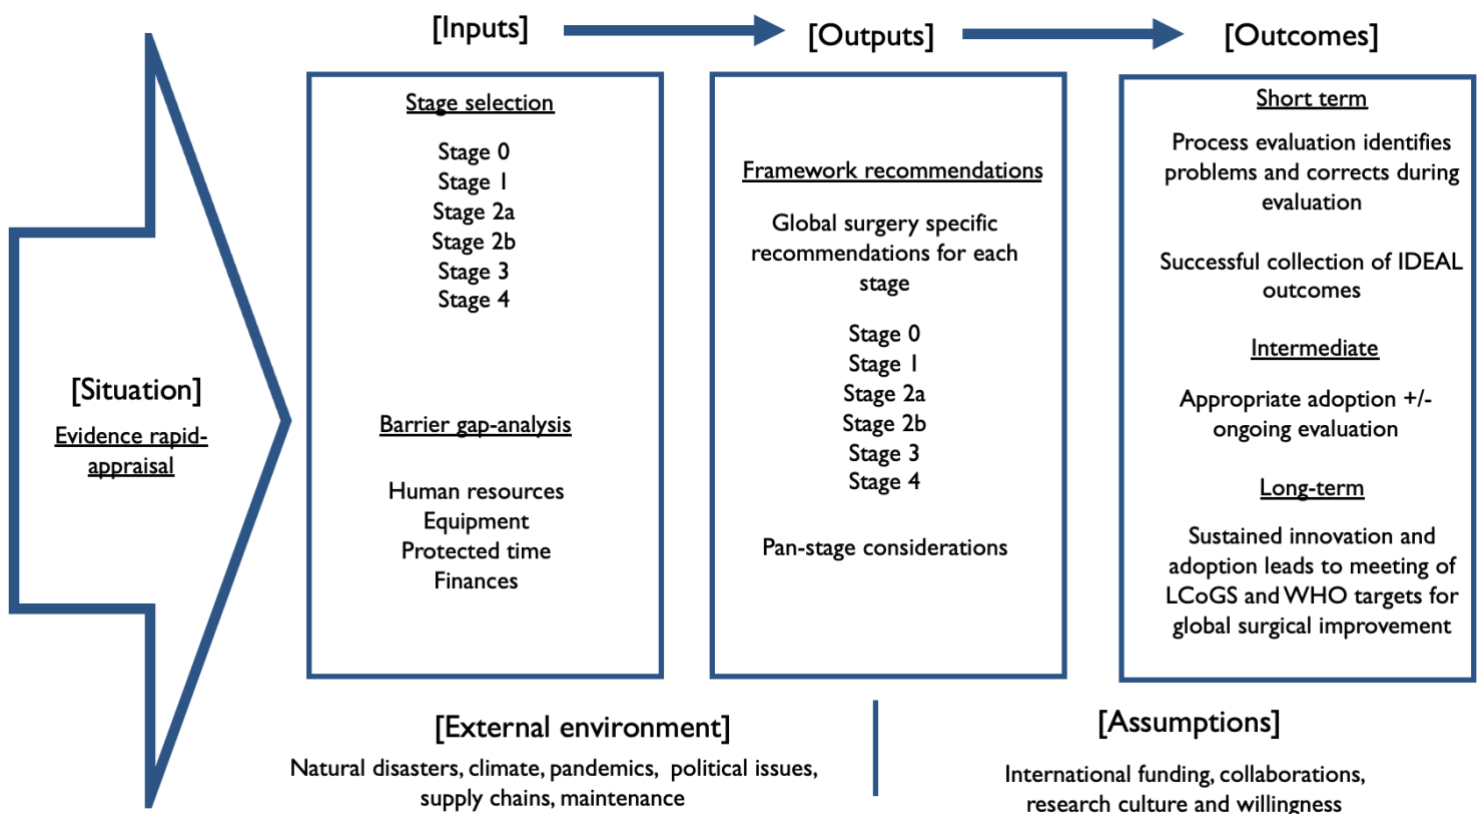 [Inputs]
[Outputs]
[Outcomes]
[Situation]
Evidence rapid-
appraisal
Stage selection
Stage 0
Stage 1
Stage 2a
Stage 2b
Stage 3
Stage 4
Barrier gap-analysis
Human resources
Equipment
Protected time
Finances
Framework recommendations
Global surgery specific
recommendations for each
stage
Stage 0
Stage 1
Stage 2a
Stage 2b
Stage 3
Stage 4
Pan-stage considerations
Short term
Process evaluation identifies
problems and corrects during
evaluation
Successful collection of IDEAL
outcomes
Intermediate
Appropriate adoption +/-
ongoing evaluation
Long-term
Sustained innovation and
adoption leads to meeting of
LCoGS and WHO targets for
global surgical improvement
[External environment]
Natural disasters, climate, pandemics, political issues,
supply chains, maintenance
[Assumptions]
International funding, collaborations,
research culture and willingness